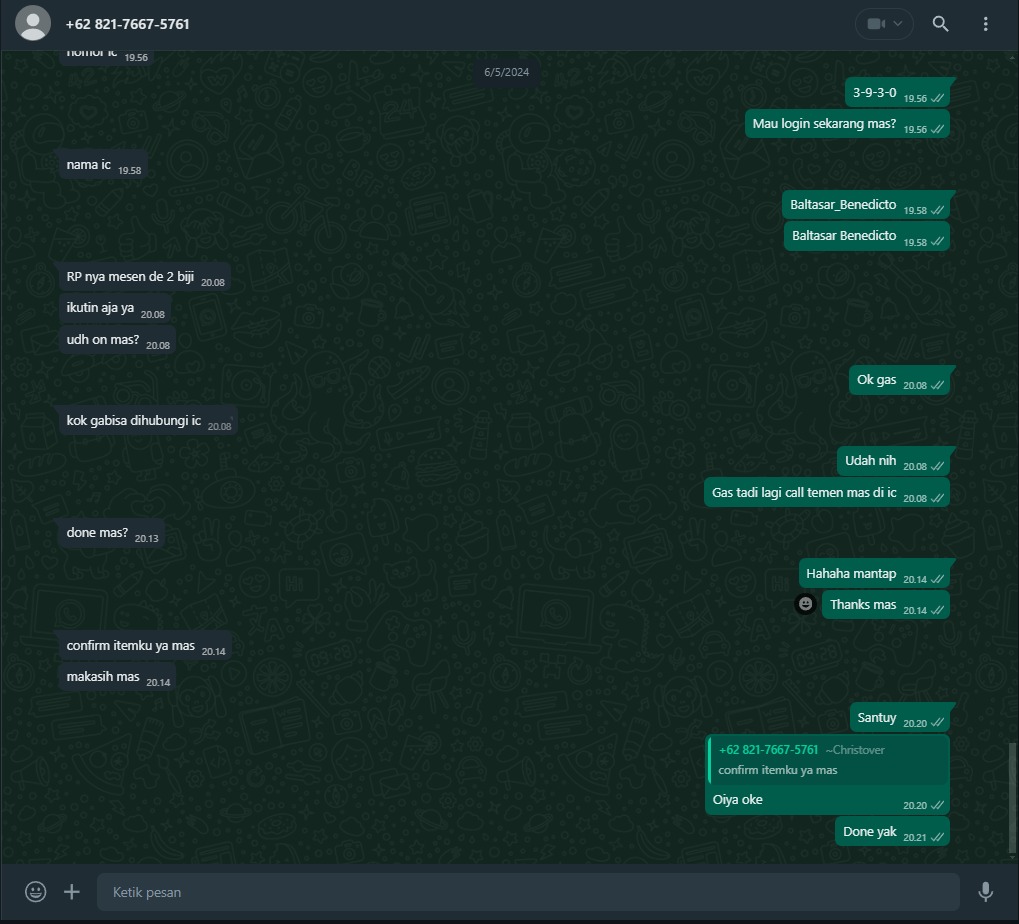 +62 821-7667-5761
nomor ic 19.56
6/5/2024
3-9-3-0 19.56
Mau login sekarang mas? 19.56
nama ic 19.58
Baltasar_Benedicto 19.58
Baltasar Benedicto 19.58
RP nya mesen de 2 biji 20.08
ikutin aja ya 20.08
udh on mas? 20.08
Ok gas 20.08
kok gabisa dihubungi ic 20.08
Udah nih 20.08
Gas tadi lagi call temen mas di ic 20.08
done mas? 20.13
Hahaha mantap 20.14
Thanks mas 20.14
confirm itemku ya mas 20.14
makasih mas 20.14
Santuy 20.20
+62 821-7667-5761 ~Christover
confirm itemku ya mas
Oiya oke 20.20
Done yak 20.21
Ketik pesan